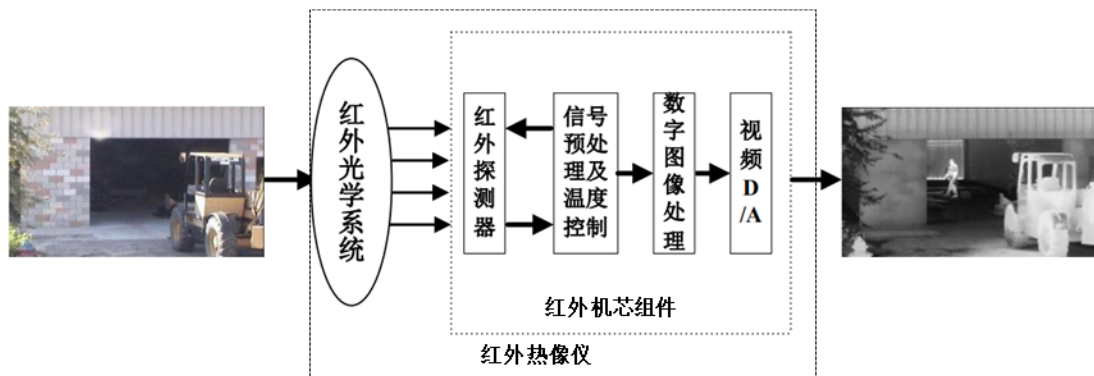 红外光学系统
红外探测器
信号
预处
理及
温度
控制
数字图像处理
视频
D
/A
红外机芯组件
红外热像仪